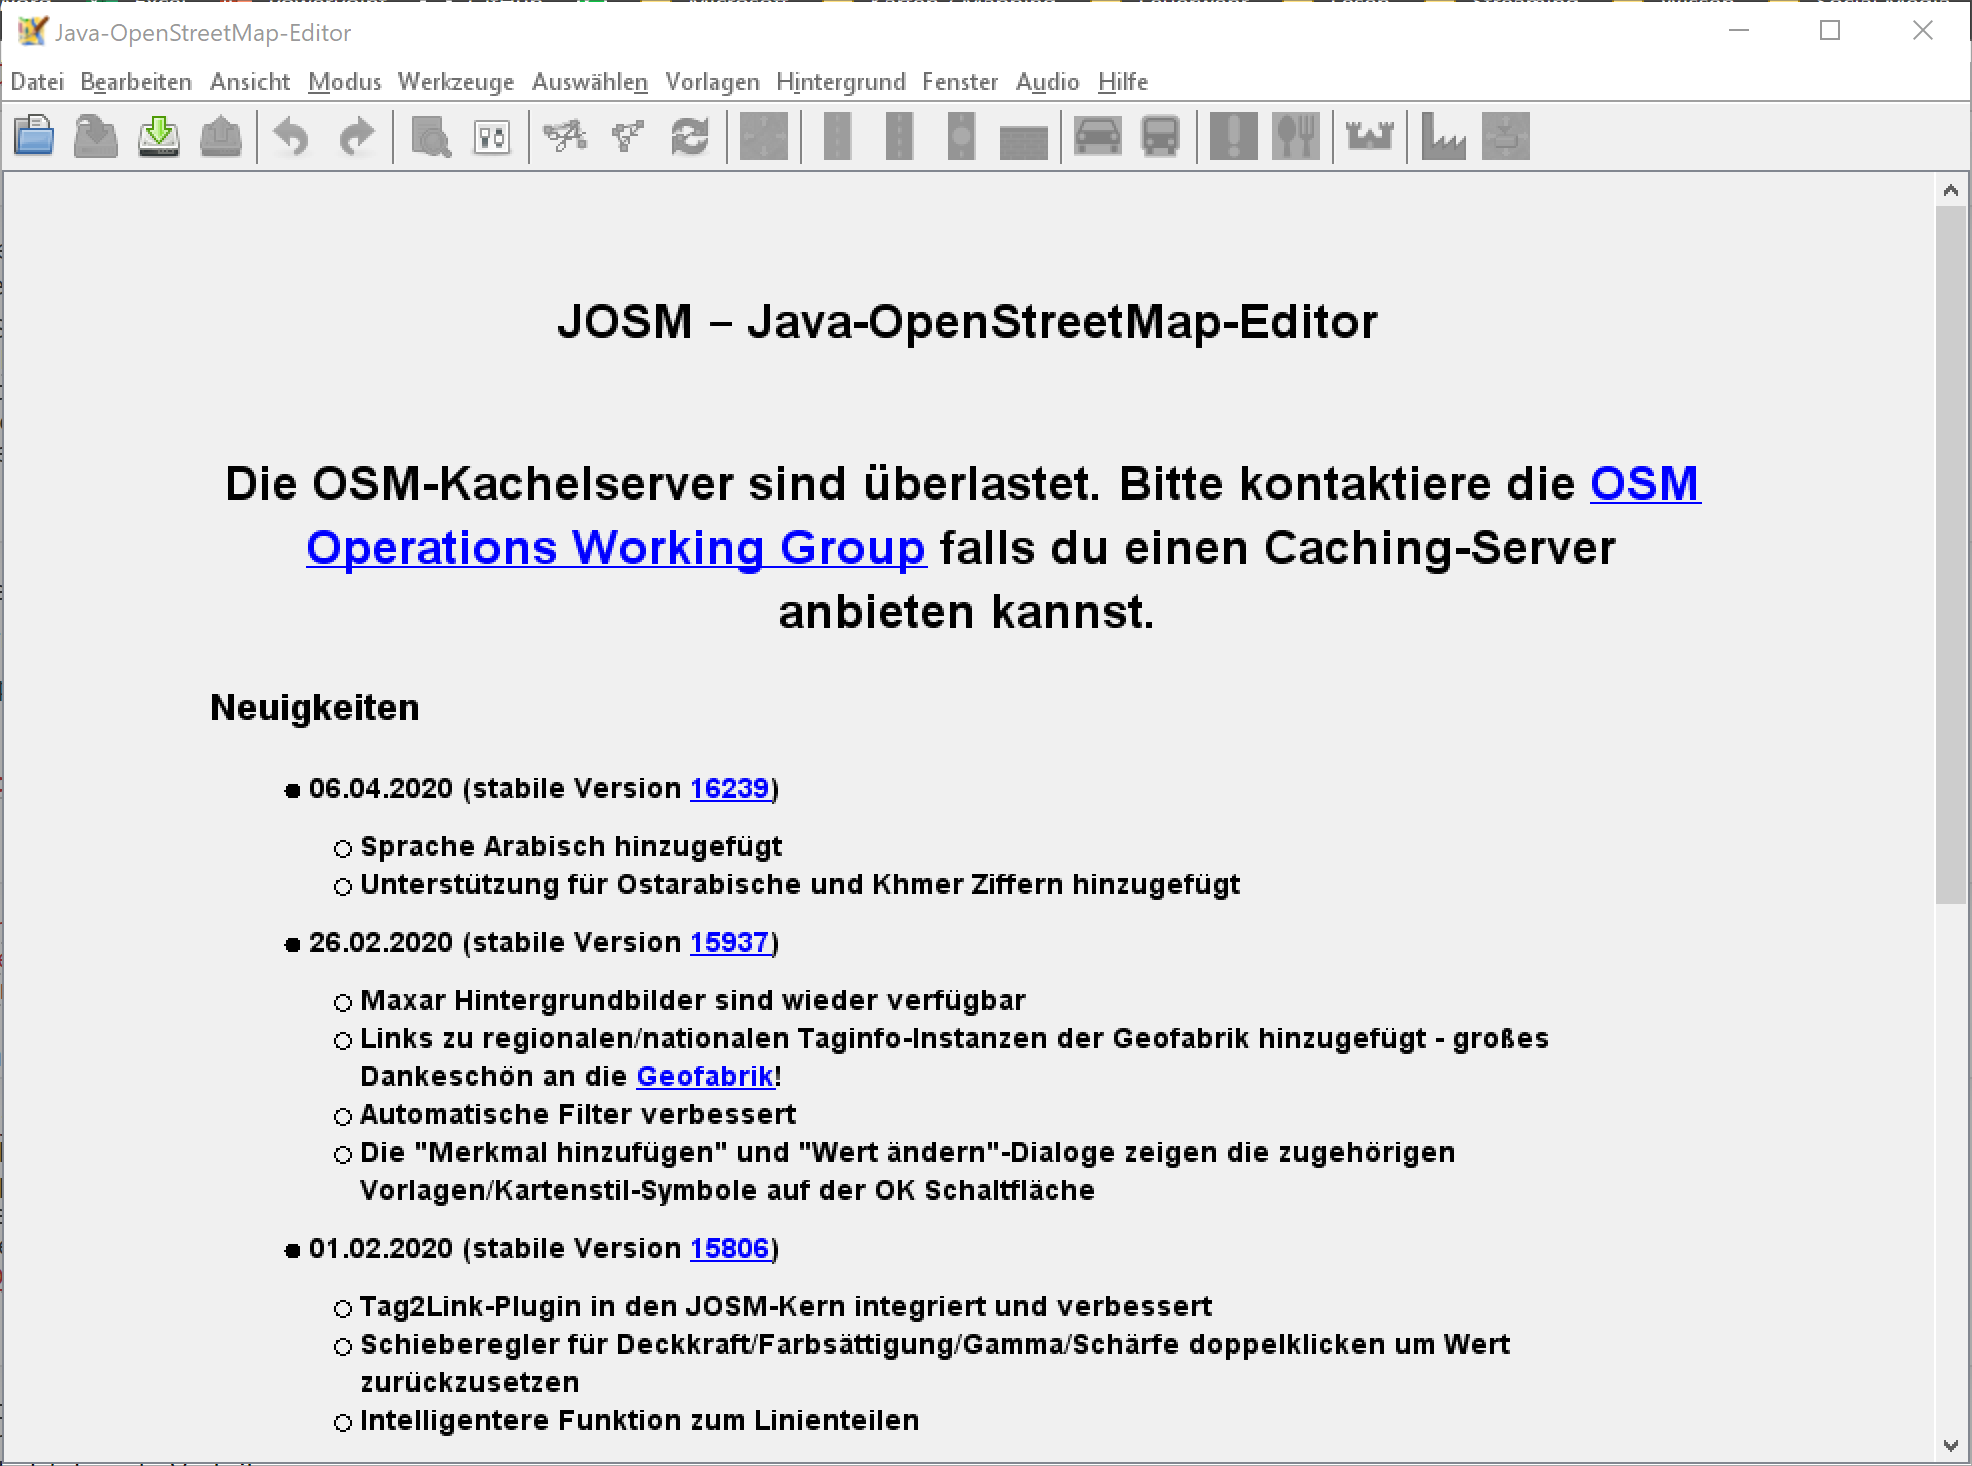 Java-OpenStreetMap-Editor
Datei Bearbeiten Ansicht Modus Werkzeuge Auswählen Vorlagen Hintergrund Fenster Audio Hilfe
JOSM – Java-OpenStreetMap-Editor
Die OSM-Kachelserver sind überlastet. Bitte kontaktiere die OSM
Operations Working Group falls du einen Caching-Server
anbieten kannst.
Neuigkeiten
06.04.2020 (stabile Version 16239)
Sprache Arabisch hinzugefügt
Unterstützung für Ostarabische und Khmer Ziffern hinzugefügt
26.02.2020 (stabile Version 15937)
Maxar Hintergrundbilder sind wieder verfügbar
Links zu regionalen/nationalen Taginfo-Instanzen der Geofabrik hinzugefügt - großes
Dankeschön an die Geofabrik!
Automatische Filter verbessert
Die "Merkmal hinzufügen" und "Wert ändern"-Dialoge zeigen die zugehörigen
Vorlagen/Kartenstil-Symbole auf der OK Schaltfläche
01.02.2020 (stabile Version 15806)
Tag2Link-Plugin in den JOSM-Kern integriert und verbessert
Schieberegler für Deckkraft/Farbsättigung/Gamma/Schärfe doppelklicken um Wert
zurückzusetzen
Intelligentere Funktion zum Linienteilen